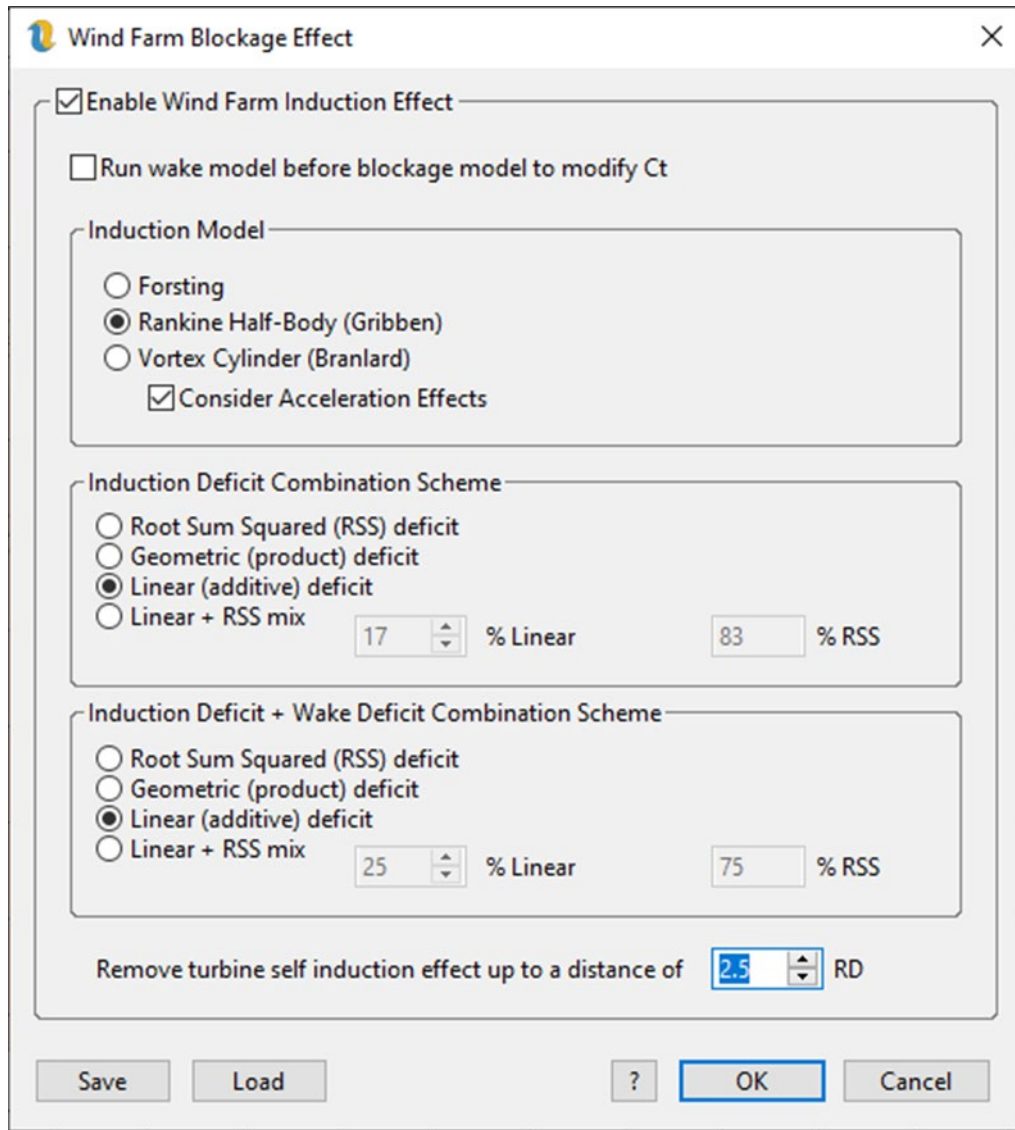 Wind Farm Blockage Effect
Enable Wind Farm Induction Effect
Run wake model before blockage model to modify Ct
Induction Model
Forsting
Rankine Half-Body (Gribben)
Vortex Cylinder (Branlard)
Consider Acceleration Effects
Induction Deficit Combination Scheme
Root Sum Squared (RSS) deficit
Geometric (product) deficit
Linear (additive) deficit
Linear + RSS mix
17 % Linear 83 % RSS
Induction Deficit + Wake Deficit Combination Scheme
Root Sum Squared (RSS) deficit
Geometric (product) deficit
Linear (additive) deficit
Linear + RSS mix
25 % Linear 75 % RSS
Remove turbine self induction effect up to a distance of 2.5 RD
Save Load ? OK Cancel